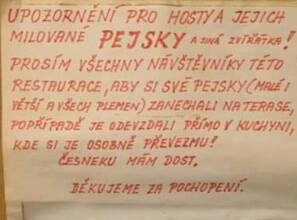 UPOZORNĚNÍ PRO HOSTY A JEJICH
MILOVANÉ PEJSKY A JINÁ ZVÍŘÁTKA!
PROSÍM VŠECHNY NÁVŠTĚVNÍKY TÉTO
RESTAURACE, ABY SI SVÉ PEJSKY (MALÉ I
VĚTŠÍ A VŠECH PLEMEN) ZANECHALI NA TERASE,
POPŘÍPADĚ JE ODEVZDALI PŘÍMO V KUCHYNI,
KDE SI JE OSOBNĚ PŘEVEZMU!
ČESNEKU MÁM DOST.
DĚKUJEME ZA POCHOPENÍ.